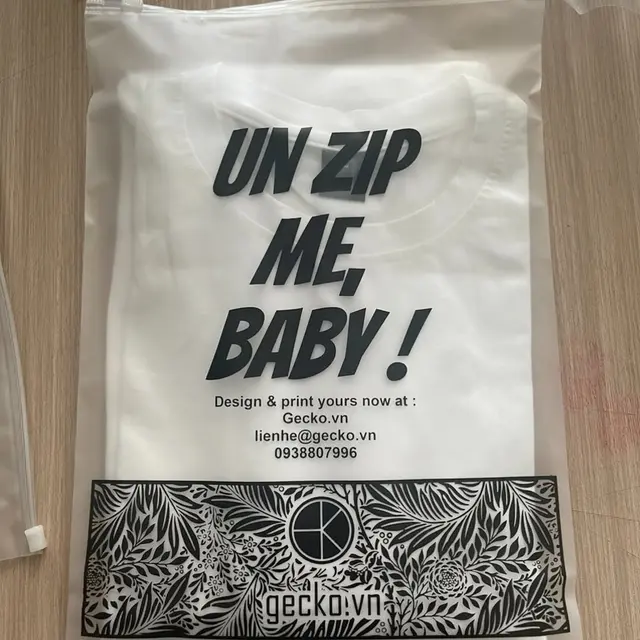 UN ZIP
ME,
BABY !
Design & print yours now at :
Gecko.vn
lienhe@gecko.vn
0938807996
gecko.vn